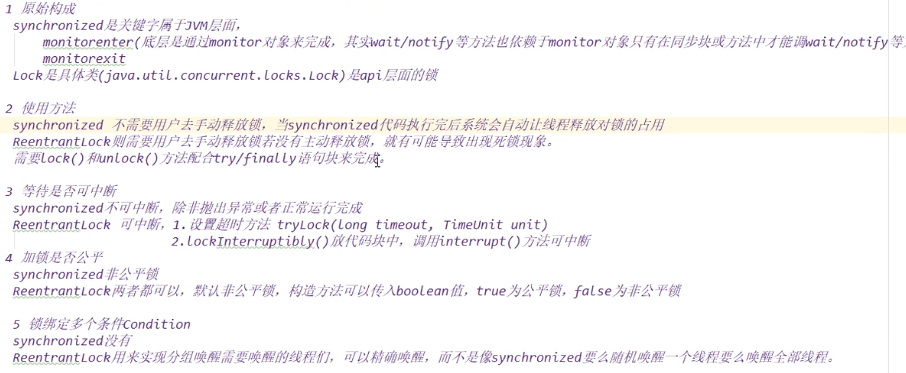 1 原始构成
synchronized是关键字属于JVM层面，
monitorenter(底层是通过monitor对象来完成，其实wait/notify等方法也依赖于monitor对象只有在同步块或方法中才能调wait/notify等
monitorexit
Lock是具体类(java.util.concurrent.locks.Lock)是api层面的锁
2 使用方法
synchronized 不需要用户去手动释放锁，当synchronized代码执行完后系统会自动让线程释放对锁的占用
ReentrantLock则需要用户去手动释放锁若没有主动释放锁，就有可能导致出现死锁现象。
需要lock()和unlock()方法配合try/finally语句块来完成。
3 等待是否可中断
synchronized不可中断，除非抛出异常或者正常运行完成
ReentrantLock 可中断，1.设置超时方法 tryLock(long timeout, TimeUnit unit)
2.lockInterruptibly()放代码块中，调用interrupt()方法可中断
4 加锁是否公平
synchronized非公平锁
ReentrantLock两者都可以，默认非公平锁，构造方法可以传入boolean值，true为公平锁，false为非公平锁
5 锁绑定多个条件Condition
synchronized没有
ReentrantLock用来实现分组唤醒需要唤醒的线程们，可以精确唤醒，而不是像synchronized要么随机唤醒一个线程要么唤醒全部线程。